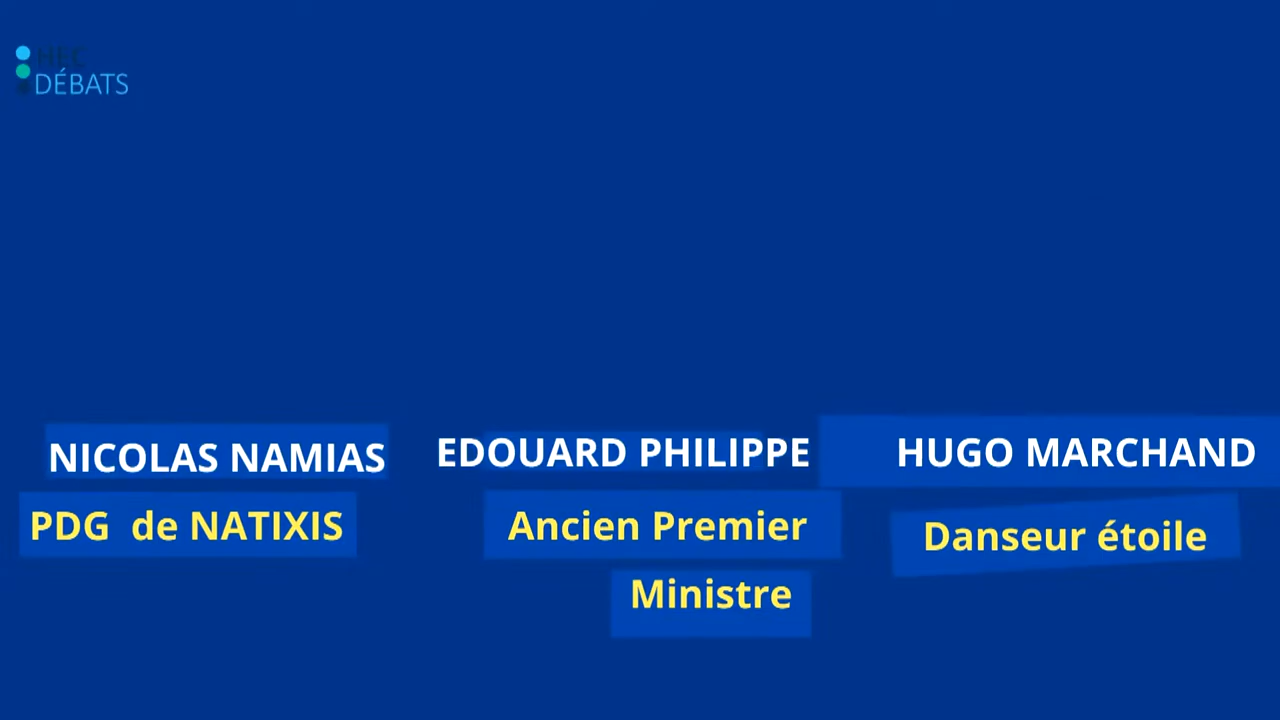 HEC
DÉBATS
NICOLAS NAMIAS
EDOUARD PHILIPPE
HUGO MARCHAND
PDG de NATIXIS
Ancien Premier
Ministre
Danseur étoile